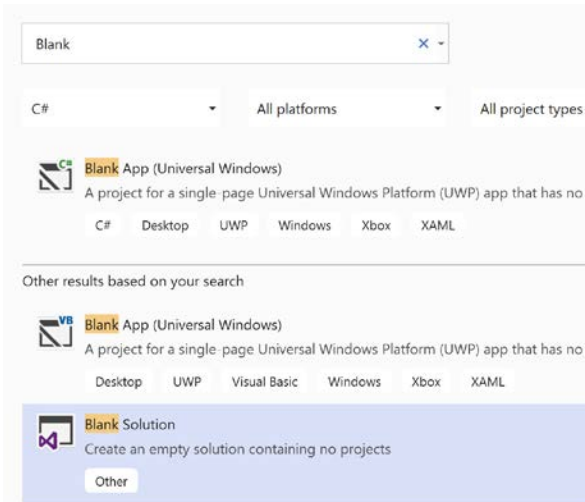 Blank
C# All platforms All project types
C#
Blank App (Universal Windows)
A project for a single-page Universal Windows Platform (UWP) app that has no
C# Desktop UWP Windows Xbox XAML
Other results based on your search
VB
Blank App (Universal Windows)
A project for a single-page Universal Windows Platform (UWP) app that has no
Desktop UWP Visual Basic Windows Xbox XAML
Blank Solution
Create an empty solution containing no projects
Other